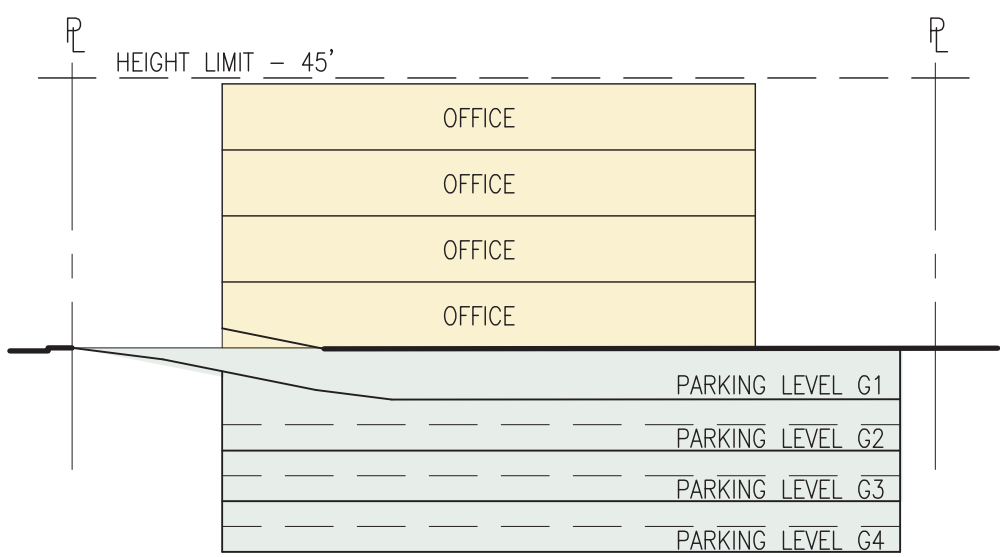 PL
PL
HEIGHT LIMIT - 45'
OFFICE
OFFICE
OFFICE
OFFICE
PARKING LEVEL G1
PARKING LEVEL G2
PARKING LEVEL G3
PARKING LEVEL G4